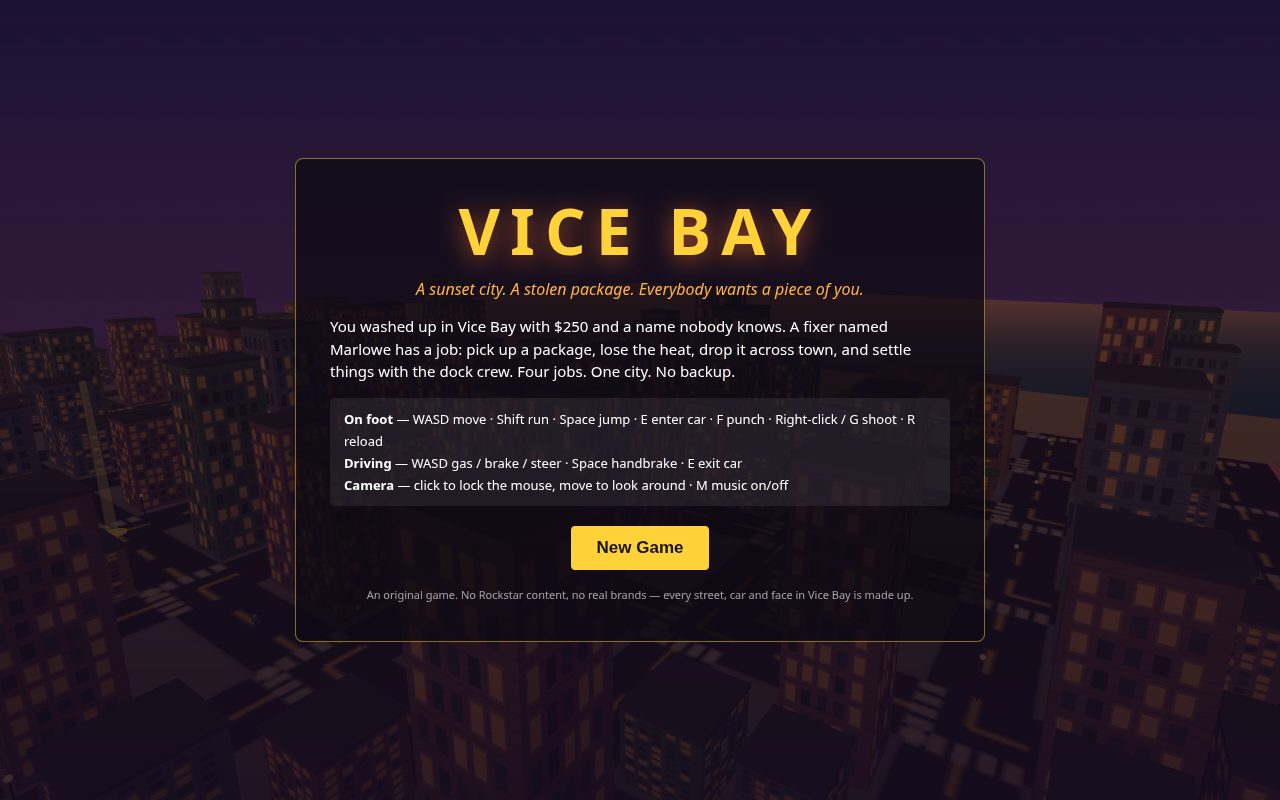 VICE BAY
A sunset city. A stolen package. Everybody wants a piece of you.
You washed up in Vice Bay with $250 and a name nobody knows. A fixer named
Marlowe has a job: pick up a package, lose the heat, drop it across town, and settle
things with the dock crew. Four jobs. One city. No backup.
On foot — WASD move · Shift run · Space jump · E enter car · F punch · Right-click / G shoot · R
reload
Driving — WASD gas / brake / steer · Space handbrake · E exit car
Camera — click to lock the mouse, move to look around · M music on/off
New Game
An original game. No Rockstar content, no real brands — every street, car and face in Vice Bay is made up.